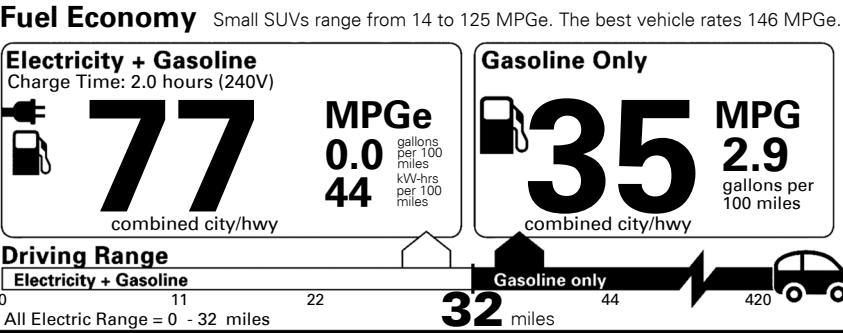 Fuel Economy Small SUVs range from 14 to 125 MPGe. The best vehicle rates 146 MPGe.
Electricity + Gasoline
Charge Time: 2.0 hours (240V)
77
MPGe
0.0 gallons per 100 miles
44 kW-hrs per 100 miles
combined city/hwy
Gasoline Only
35
MPG
2.9
gallons per
100 miles
combined city/hwy
Driving Range
Electricity + Gasoline Gasoline only
0 11 22 32 miles 44 420
All Electric Range = 0 - 32 miles